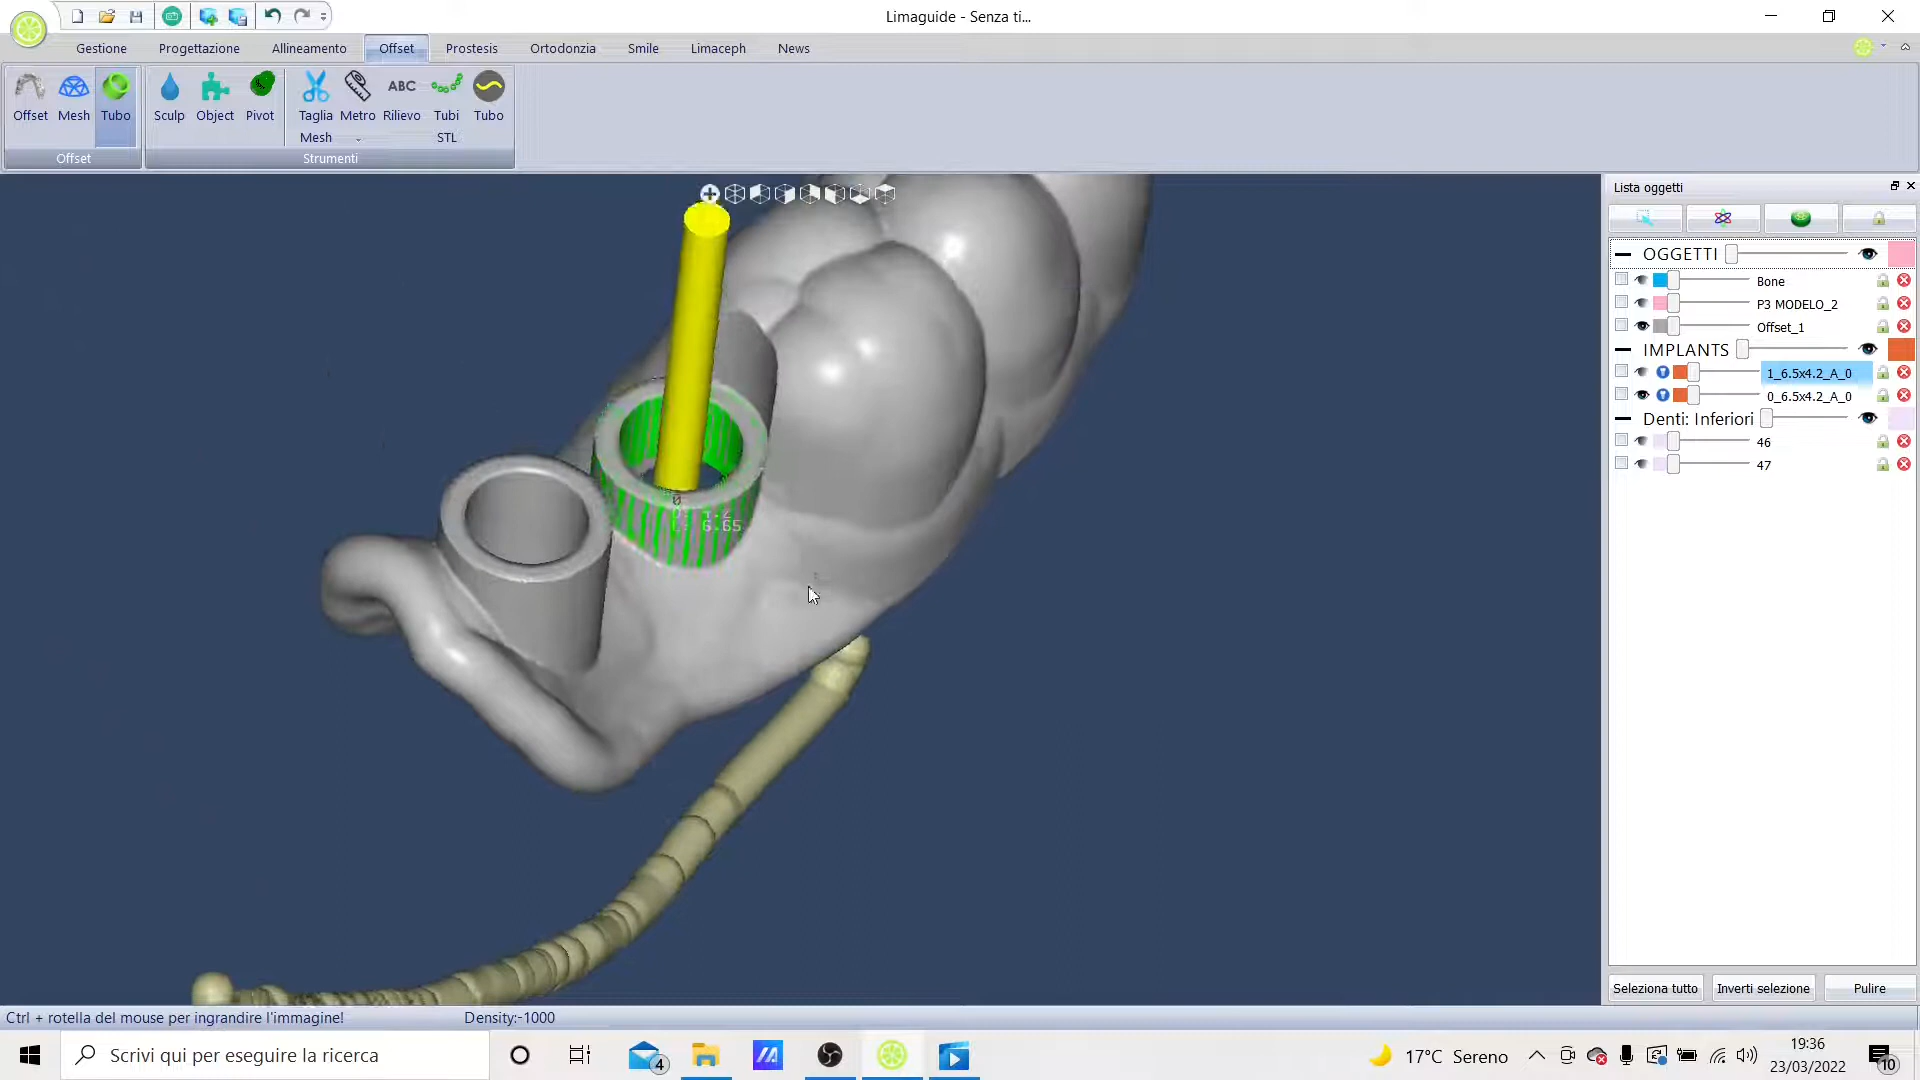 Limaguide - Senza ti...
Gestione Progettazione Allineamento Offset Prostesis Ortodonzia Smile Limaceph News
Offset Mesh Tubo Sculp Object Pivot Taglia Mesh Metro ABC Rilievo Tubi STL Tubo
Offset Strumenti
Lista oggetti
OGGETTI
Bone
P3 MODELO_2
Offset_1
IMPLANTS
1_6.5x4.2_A_0
0_6.5x4.2_A_0
Denti: Inferiori
46
47
0
D: 4.2
L: 6.65
Seleziona tutto Inverti selezione Pulire
Ctrl + rotella del mouse per ingrandire l'immagine! Density:-1000
Scrivi qui per eseguire la ricerca
4
17°C Sereno
19:36
23/03/2022
10